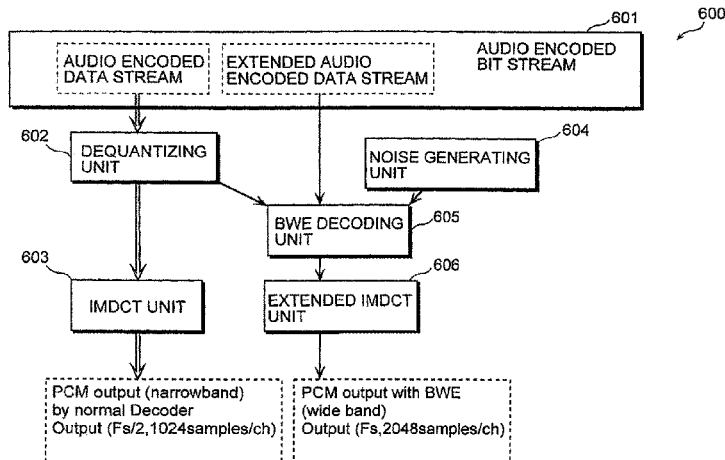 601
600
AUDIO ENCODED
DATA STREAM
EXTENDED AUDIO
ENCODED DATA STREAM
AUDIO ENCODED
BIT STREAM
602
604
DEQUANTIZING
UNIT
NOISE GENERATING
UNIT
BWE DECODING
UNIT
605
603
606
IMDCT UNIT
EXTENDED IMDCT
UNIT
PCM output (narrowband)
by normal Decoder
Output (Fs/2,1024samples/ch)
PCM output with BWE
(wide band)
Output (Fs,2048samples/ch)